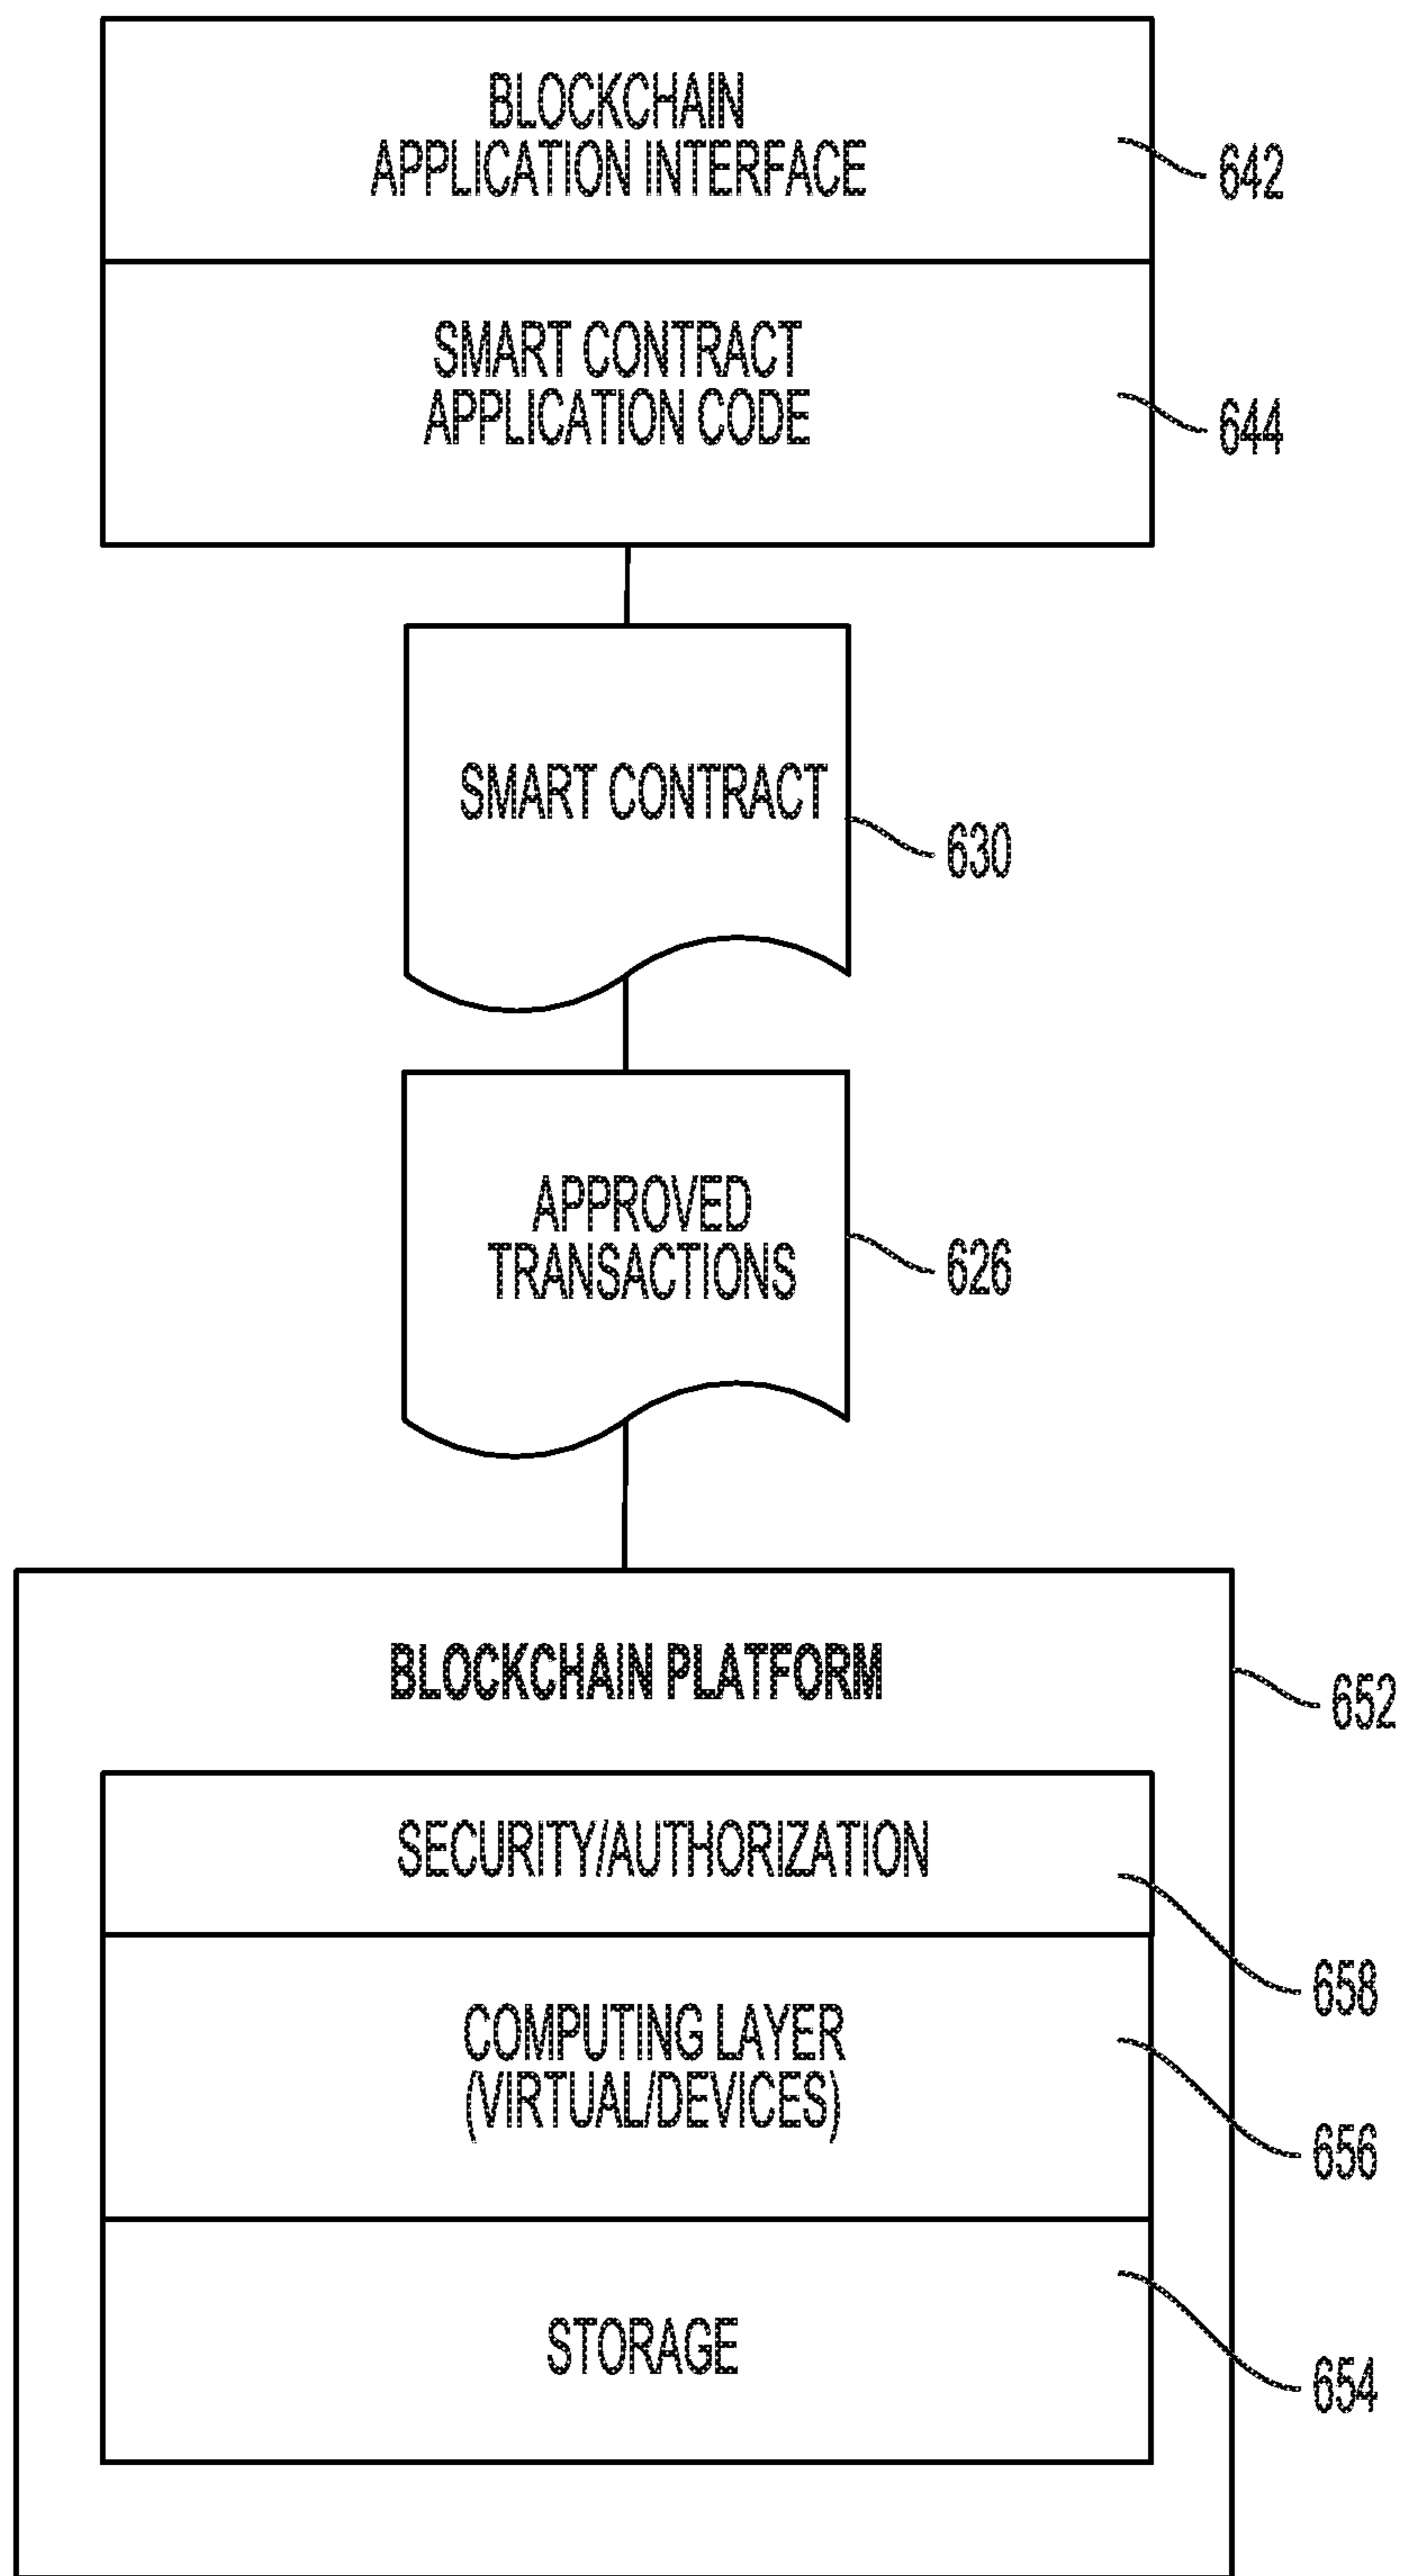 BLOCKCHAIN
APPLICATION INTERFACE
642
SMART CONTRACT
APPLICATION CODE
644
SMART CONTRACT
630
APPROVED
TRANSACTIONS
626
BLOCKCHAIN PLATFORM
652
SECURITY/AUTHORIZATION
658
COMPUTING LAYER
(VIRTUAL/DEVICES)
656
STORAGE
654